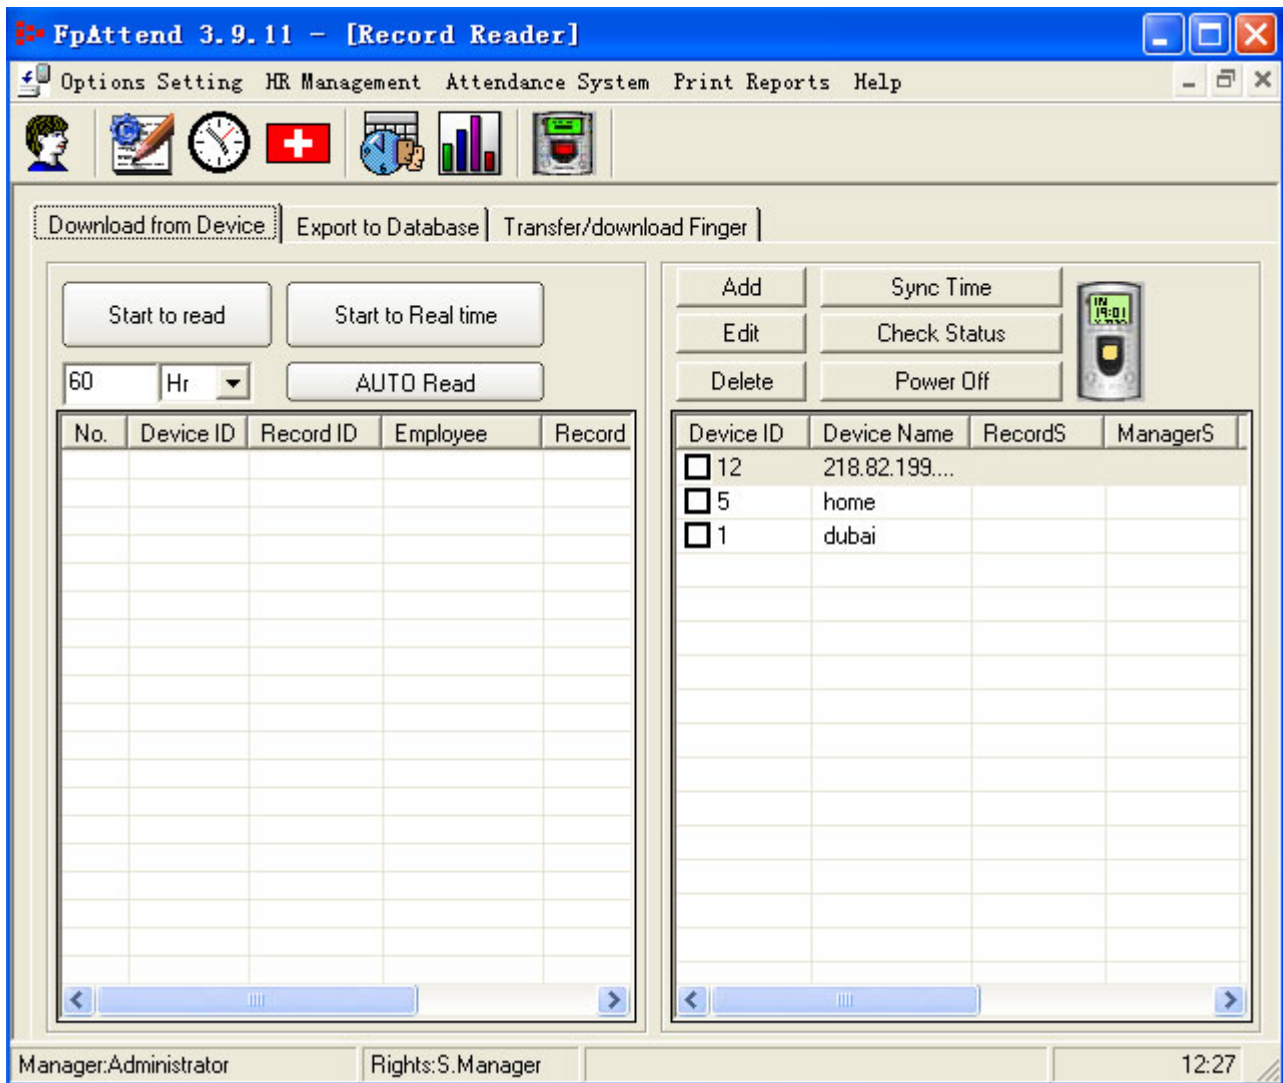 FpAttend 3.9.11 - [Record Reader]
Options Setting HR Management Attendance System Print Reports Help
Download from Device Export to Database Transfer/download Finger
Start to read Start to Real time
60 Hr AUTO Read
Add Sync Time
Edit Check Status
Delete Power Off
IN
19:01
No. Device ID Record ID Employee Record
Device ID Device Name RecordS ManagerS
12 218.82.199....
5 home
1 dubai
Manager:Administrator Rights:S.Manager 12:27